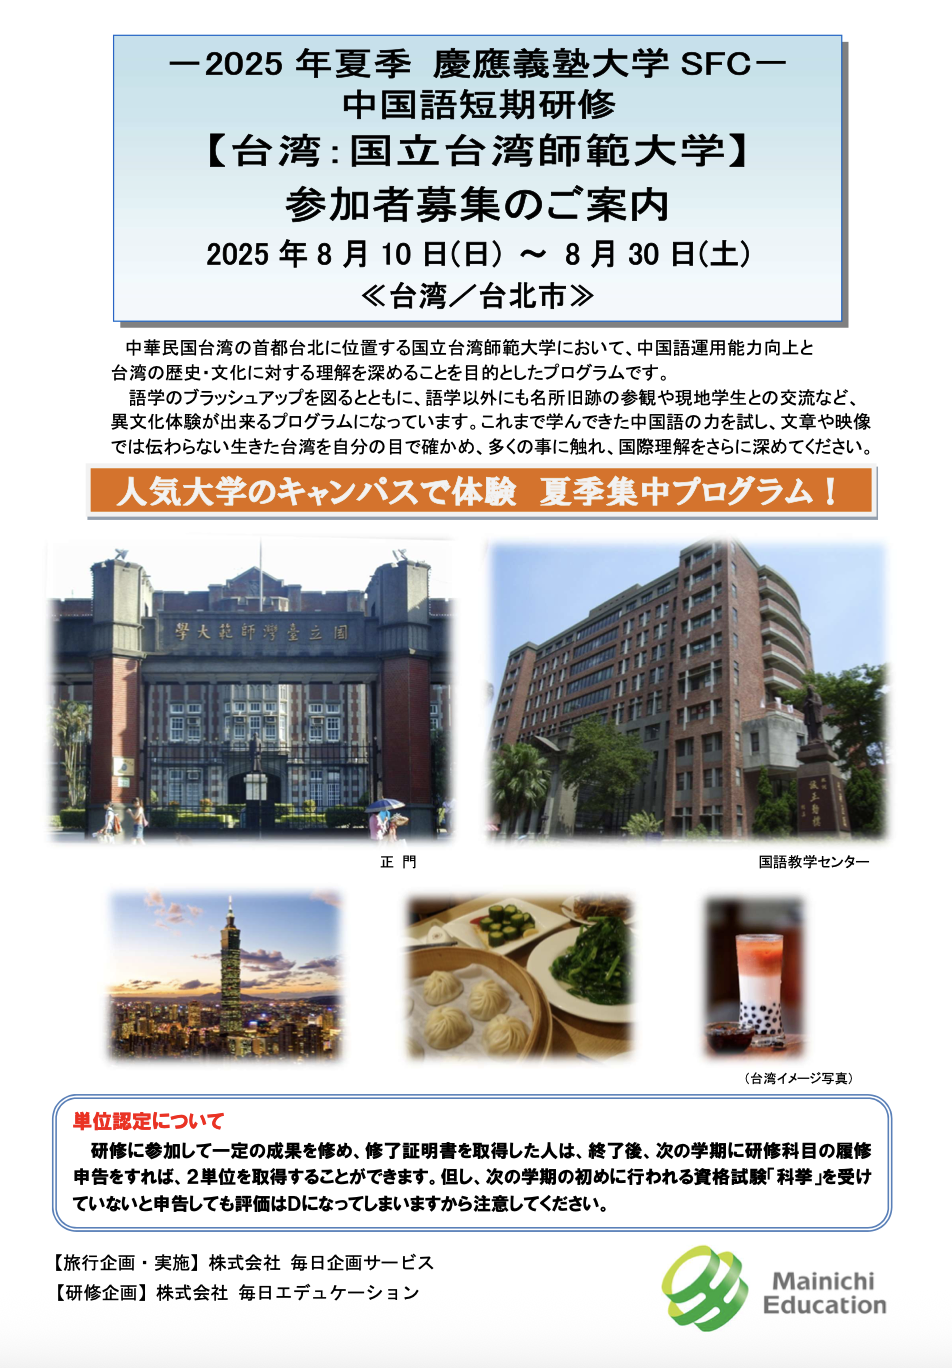 －2025 年夏季 慶應義塾大学 SFC－
中国語短期研修
【台湾：国立台湾師範大学】
参加者募集のご案内
2025 年 8 月 10 日(日) ～ 8 月 30 日(土)
≪台湾／台北市≫
中華民国台湾の首都台北に位置する国立台湾師範大学において、中国語運用能力向上と
台湾の歴史・文化に対する理解を深めることを目的としたプログラムです。
語学のブラッシュアップを図るとともに、語学以外にも名所旧跡の参観や現地学生との交流など、
異文化体験が出来るプログラムになっています。これまで学んできた中国語の力を試し、文章や映像
では伝わらない生きた台湾を自分の目で確かめ、多くの事に触れ、国際理解をさらに深めてください。
人気大学のキャンパスで体験 夏季集中プログラム！
學大範師灣臺立國
正 門
国語教学センター
（台湾イメージ写真）
単位認定について
研修に参加して一定の成果を修め、修了証明書を取得した人は、終了後、次の学期に研修科目の履修
申告をすれば、２単位を取得することができます。但し、次の学期の初めに行われる資格試験「科挙」を受け
ていないと申告しても評価はDになってしまいますから注意してください。
【旅行企画・実施】株式会社 毎日企画サービス
【研修企画】株式会社 毎日エデュケーション
Mainichi
Education